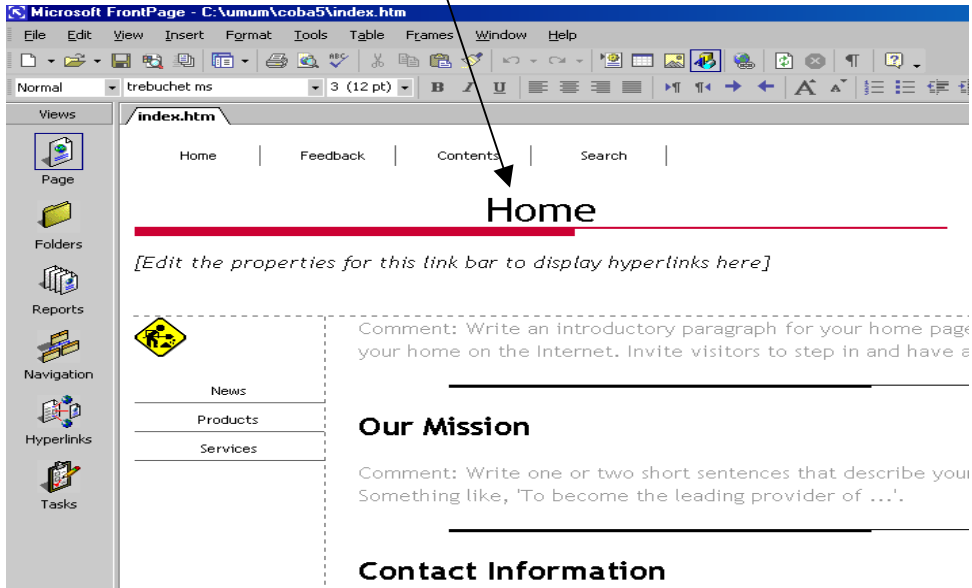 Microsoft FrontPage - C:\umum\coba5\index.htm
File Edit View Insert Format Tools Table Frames Window Help
Normal trebuchet ms 3 (12 pt) B I U
Views
index.htm
Home Feedback Contents Search
Page
Home
Folders
[Edit the properties for this link bar to display hyperlinks here]
Reports
Comment: Write an introductory paragraph for your home page
your home on the Internet. Invite visitors to step in and have a
Navigation
News
Products
Services
Our Mission
Hyperlinks
Comment: Write one or two short sentences that describe your
Something like, 'To become the leading provider of ...'.
Tasks
Contact Information